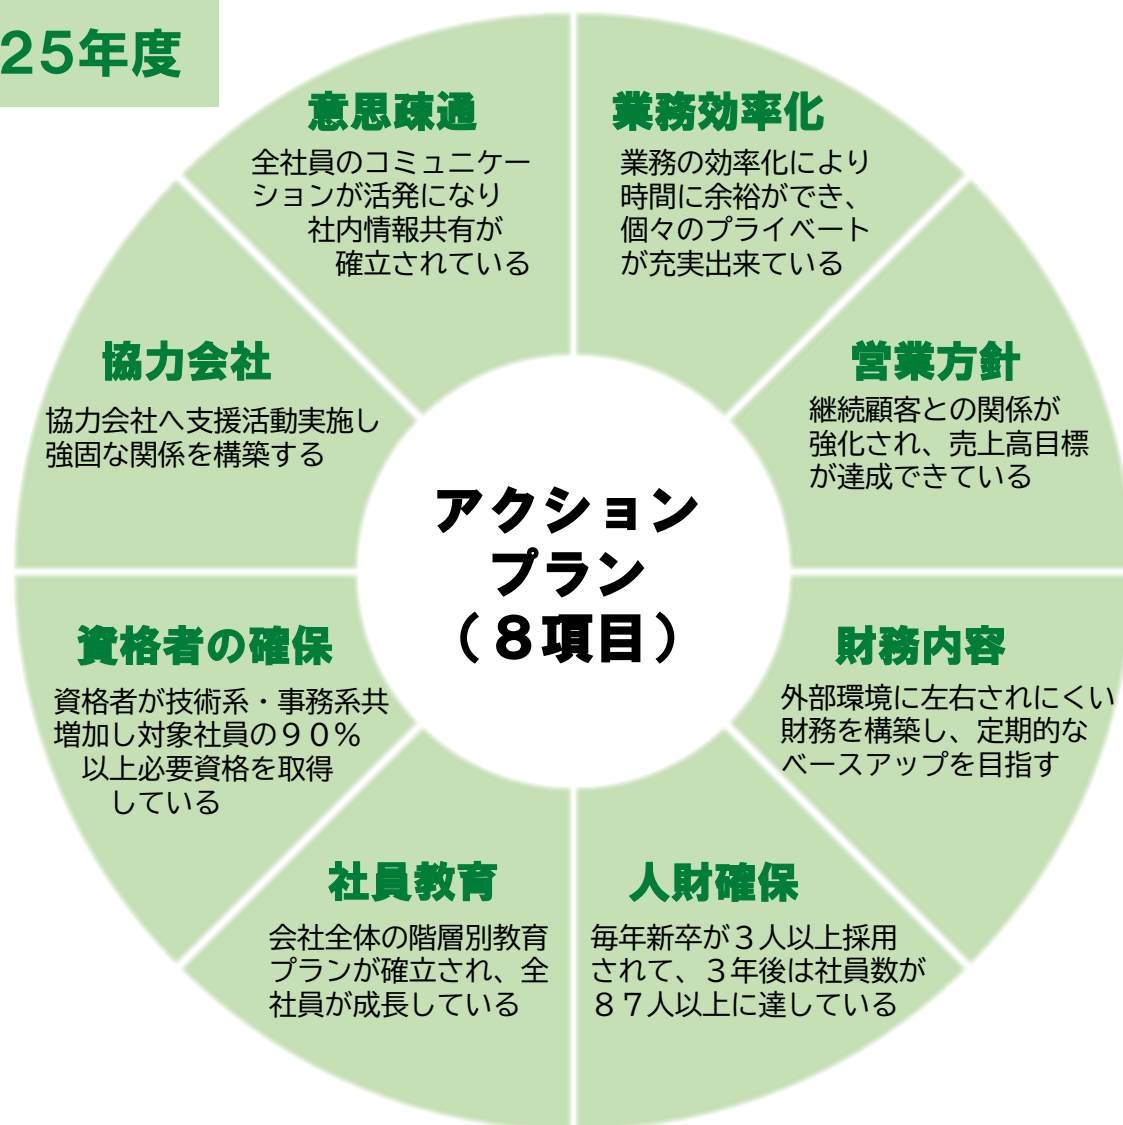 25年度
意思疎通
全社員のコミュニケー
ションが活発になり
社内情報共有が
確立されている
業務効率化
業務の効率化により
時間に余裕ができ、
個々のプライベート
が充実出来ている
協力会社
協力会社へ支援活動実施し
強固な関係を構築する
営業方針
継続顧客との関係が
強化され、売上高目標
が達成できている
アクション
プラン
（８項目）
資格者の確保
資格者が技術系・事務系共
増加し対象社員の９０％
以上必要資格を取得
している
財務内容
外部環境に左右されにくい
財務を構築し、定期的な
ベースアップを目指す
社員教育
会社全体の階層別教育
プランが確立され、全
社員が成長している
人財確保
毎年新卒が３人以上採用
されて、３年後は社員数が
８７人以上に達している